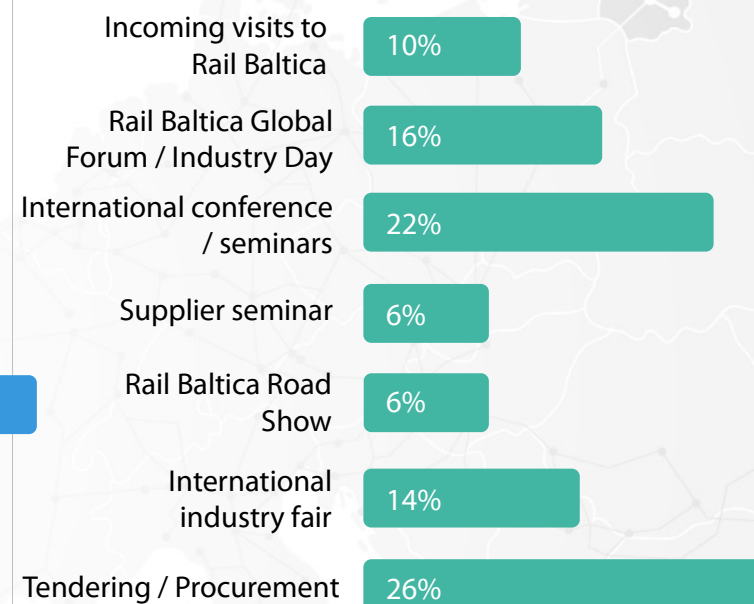 Incoming visits to
Rail Baltica
10%
Rail Baltica Global
Forum / Industry Day
16%
International conference
/ seminars
22%
Supplier seminar
6%
Rail Baltica Road
Show
6%
International
industry fair
14%
Tendering / Procurement
26%